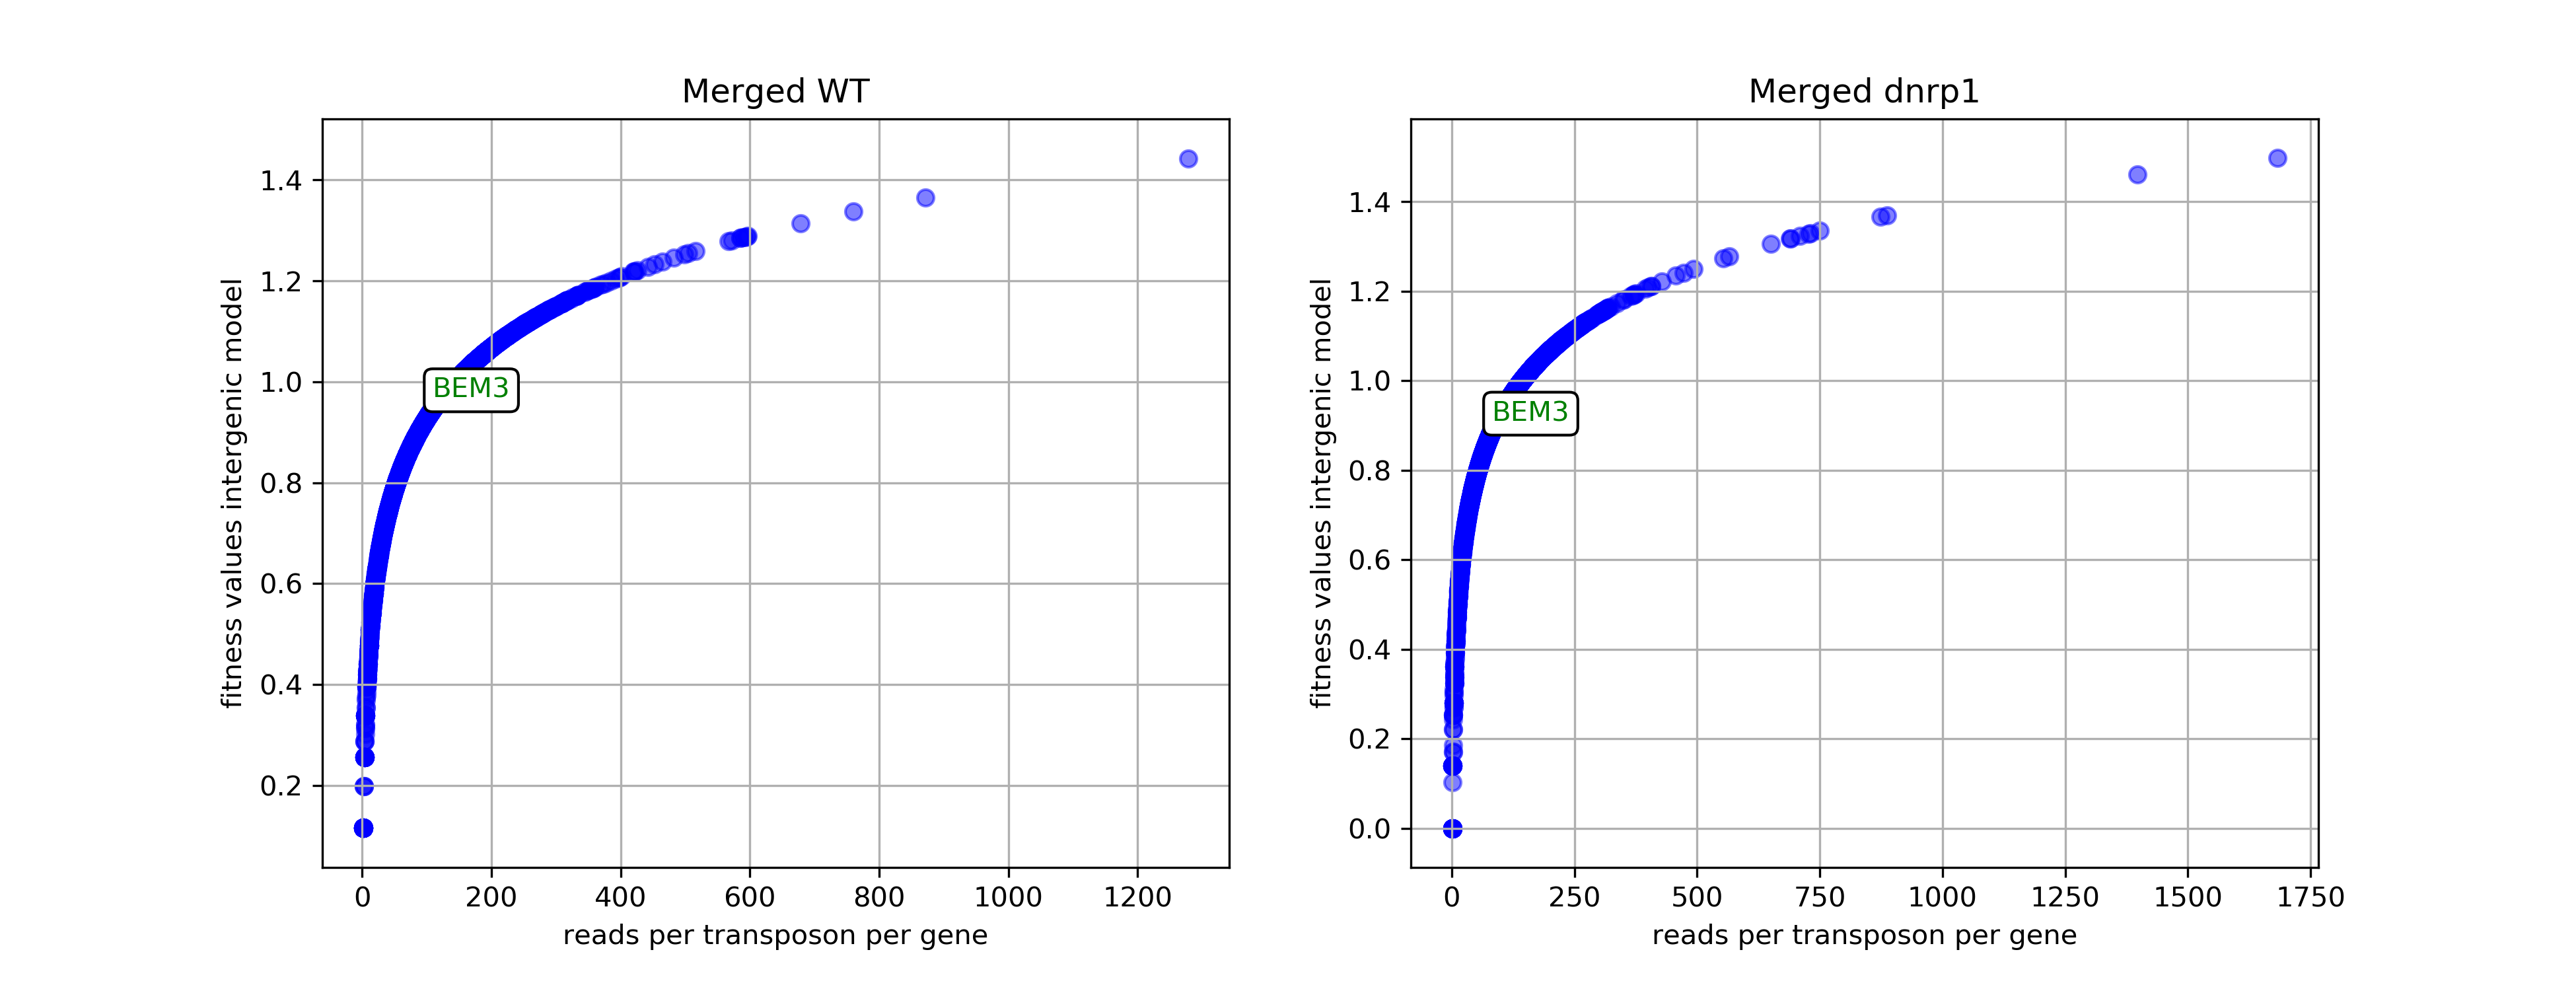 Merged WT
fitness values intergenic model
1.4
1.2
1.0
0.8
0.6
0.4
0.2
BEM3
0 200 400 600 800 1000 1200
reads per transposon per gene
Merged dnrp1
fitness values intergenic model
1.4
1.2
1.0
0.8
0.6
0.4
0.2
0.0
BEM3
0 250 500 750 1000 1250 1500 1750
reads per transposon per gene